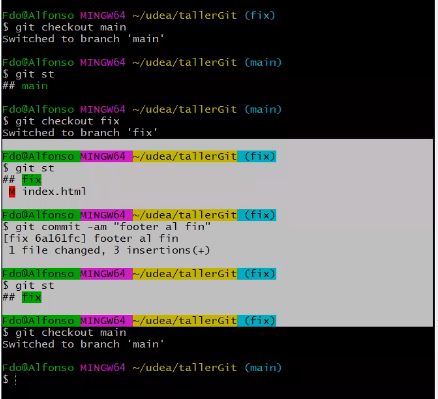 Fdo@Alfonso MINGW64 ~/udea/tallerGit (fix)
$ git checkout main
Switched to branch 'main'
Fdo@Alfonso MINGW64 ~/udea/tallerGit (main)
$ git st
## main
Fdo@Alfonso MINGW64 ~/udea/tallerGit (main)
$ git checkout fix
Switched to branch 'fix'
Fdo@Alfonso MINGW64 ~/udea/tallerGit (fix)
$ git st
## fix
 M index.html
Fdo@Alfonso MINGW64 ~/udea/tallerGit (fix)
$ git commit -am "footer al fin"
[fix 6a161fc] footer al fin
 1 file changed, 3 insertions(+)
Fdo@Alfonso MINGW64 ~/udea/tallerGit (fix)
$ git st
## fix
Fdo@Alfonso MINGW64 ~/udea/tallerGit (fix)
$ git checkout main
Switched to branch 'main'
Fdo@Alfonso MINGW64 ~/udea/tallerGit (main)
$